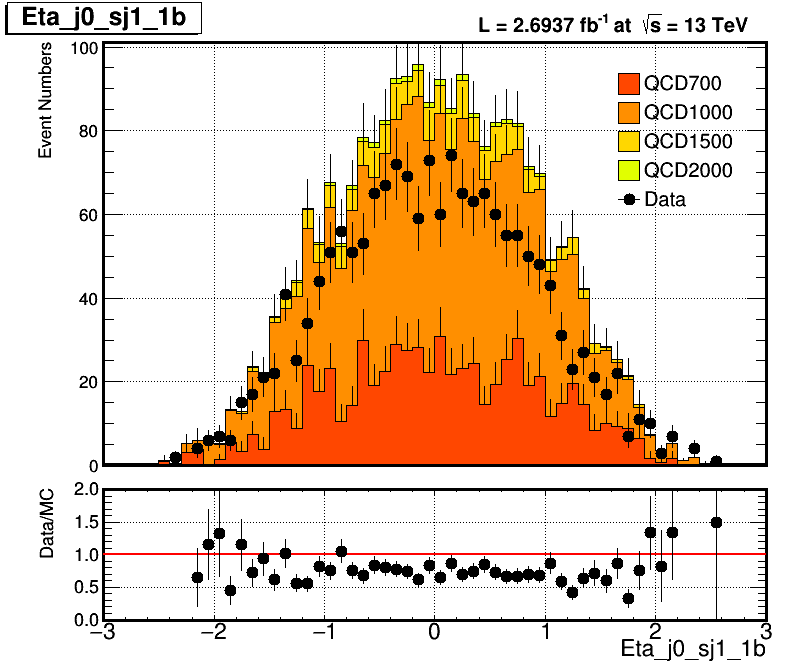 Eta_j0_sj1_1b
L = 2.6937 fb⁻¹ at √s = 13 TeV
Event Numbers
100
80
60
40
20
0
QCD700
QCD1000
QCD1500
QCD2000
Data
Data/MC
2.0
1.5
1.0
0.5
0.0
−3 −2 −1 0 1 2 3
Eta_j0_sj1_1b